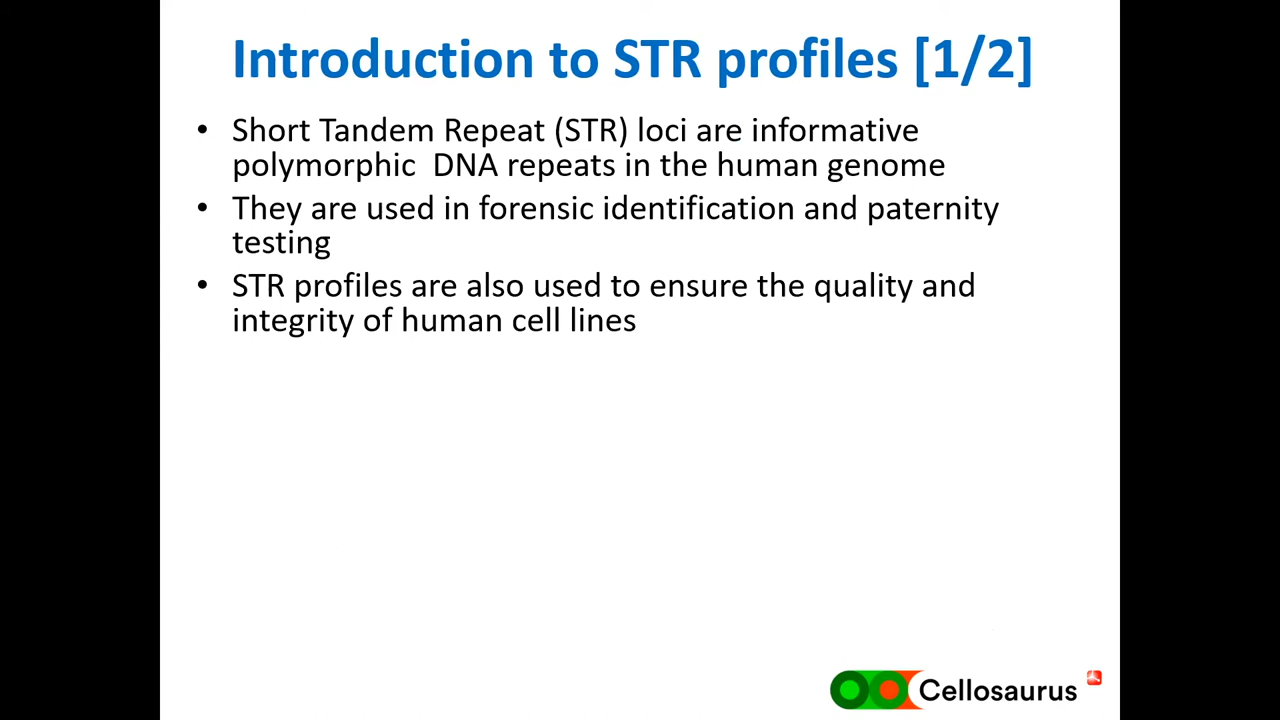 Introduction to STR profiles [1/2]
• Short Tandem Repeat (STR) loci are informative
polymorphic  DNA repeats in the human genome
• They are used in forensic identification and paternity
testing
• STR profiles are also used to ensure the quality and
integrity of human cell lines
Cellosaurus